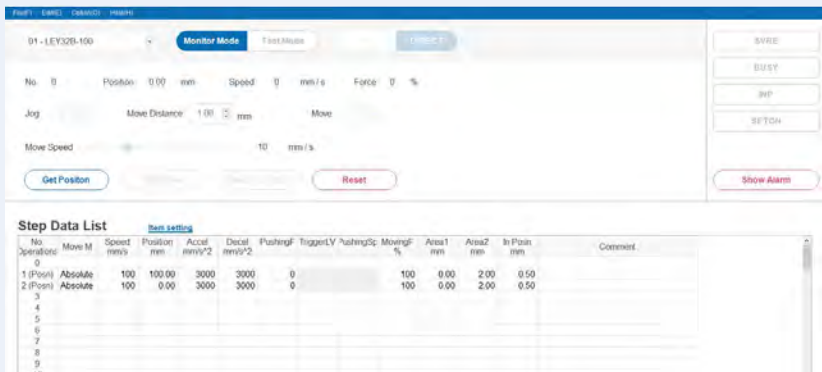 File(F) Data(E) Option(O) Help(H)
01 - LEY32B-100 Monitor Mode Test Mode DIRECT SVRE
BUSY
No. 0 Position 0.00 mm Speed 0 mm/s Force 0 %
INP
Jog Move Distance 1.00 mm Move
SETON
Move Speed 10 mm/s
Get Positon Reset Show Alarm
Step Data List Item setting
No. Move M Speed Position Accel Decel PushingF TriggerLV PushingSp MovingF Area1 Area2 In Posin Comment
Operations mm/s mm mm/s^2 mm/s^2 % mm mm mm
0
1 (Posn) Absolute 100 100.00 3000 3000 0 100 0.00 2.00 0.50
2 (Posn) Absolute 100 0.00 3000 3000 0 100 0.00 2.00 0.50
3
4
5
6
7
8
9